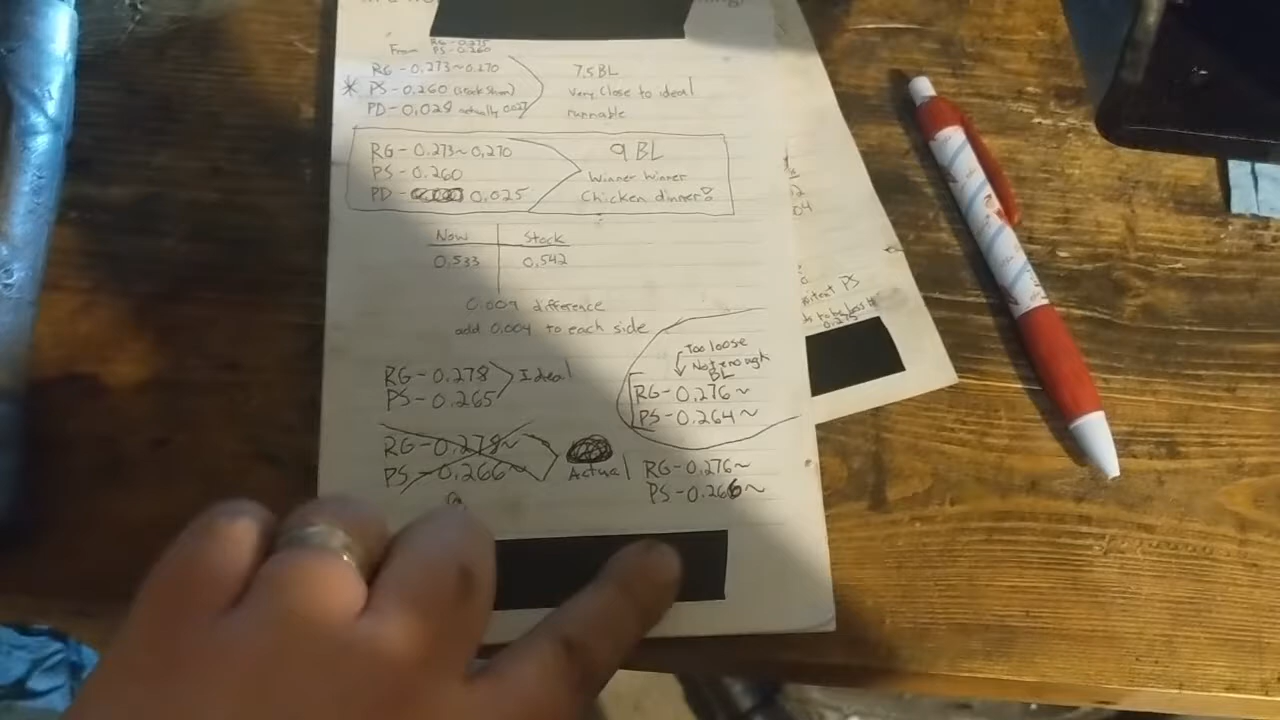 From RG-0.275
PS-0.260
RG-0.273~0.270
* PS-0.260 (stock shim)
PD-0.028 actually 0.027
7.5 BL
very close to ideal
runnable
RG-0.273~0.270
PS-0.260
PD- 0.025
9 BL
Winner winner
Chicken dinner!
Now Stock
0.533 0.542
0.009 difference
add 0.004 to each side
RG-0.278 Ideal
PS-0.265
Too loose
Not enough
BL
RG-0.276~
PS-0.264~
RG-0.278~
PS-0.266~
Actual
RG-0.276~
PS-0.266~
PS
0.275